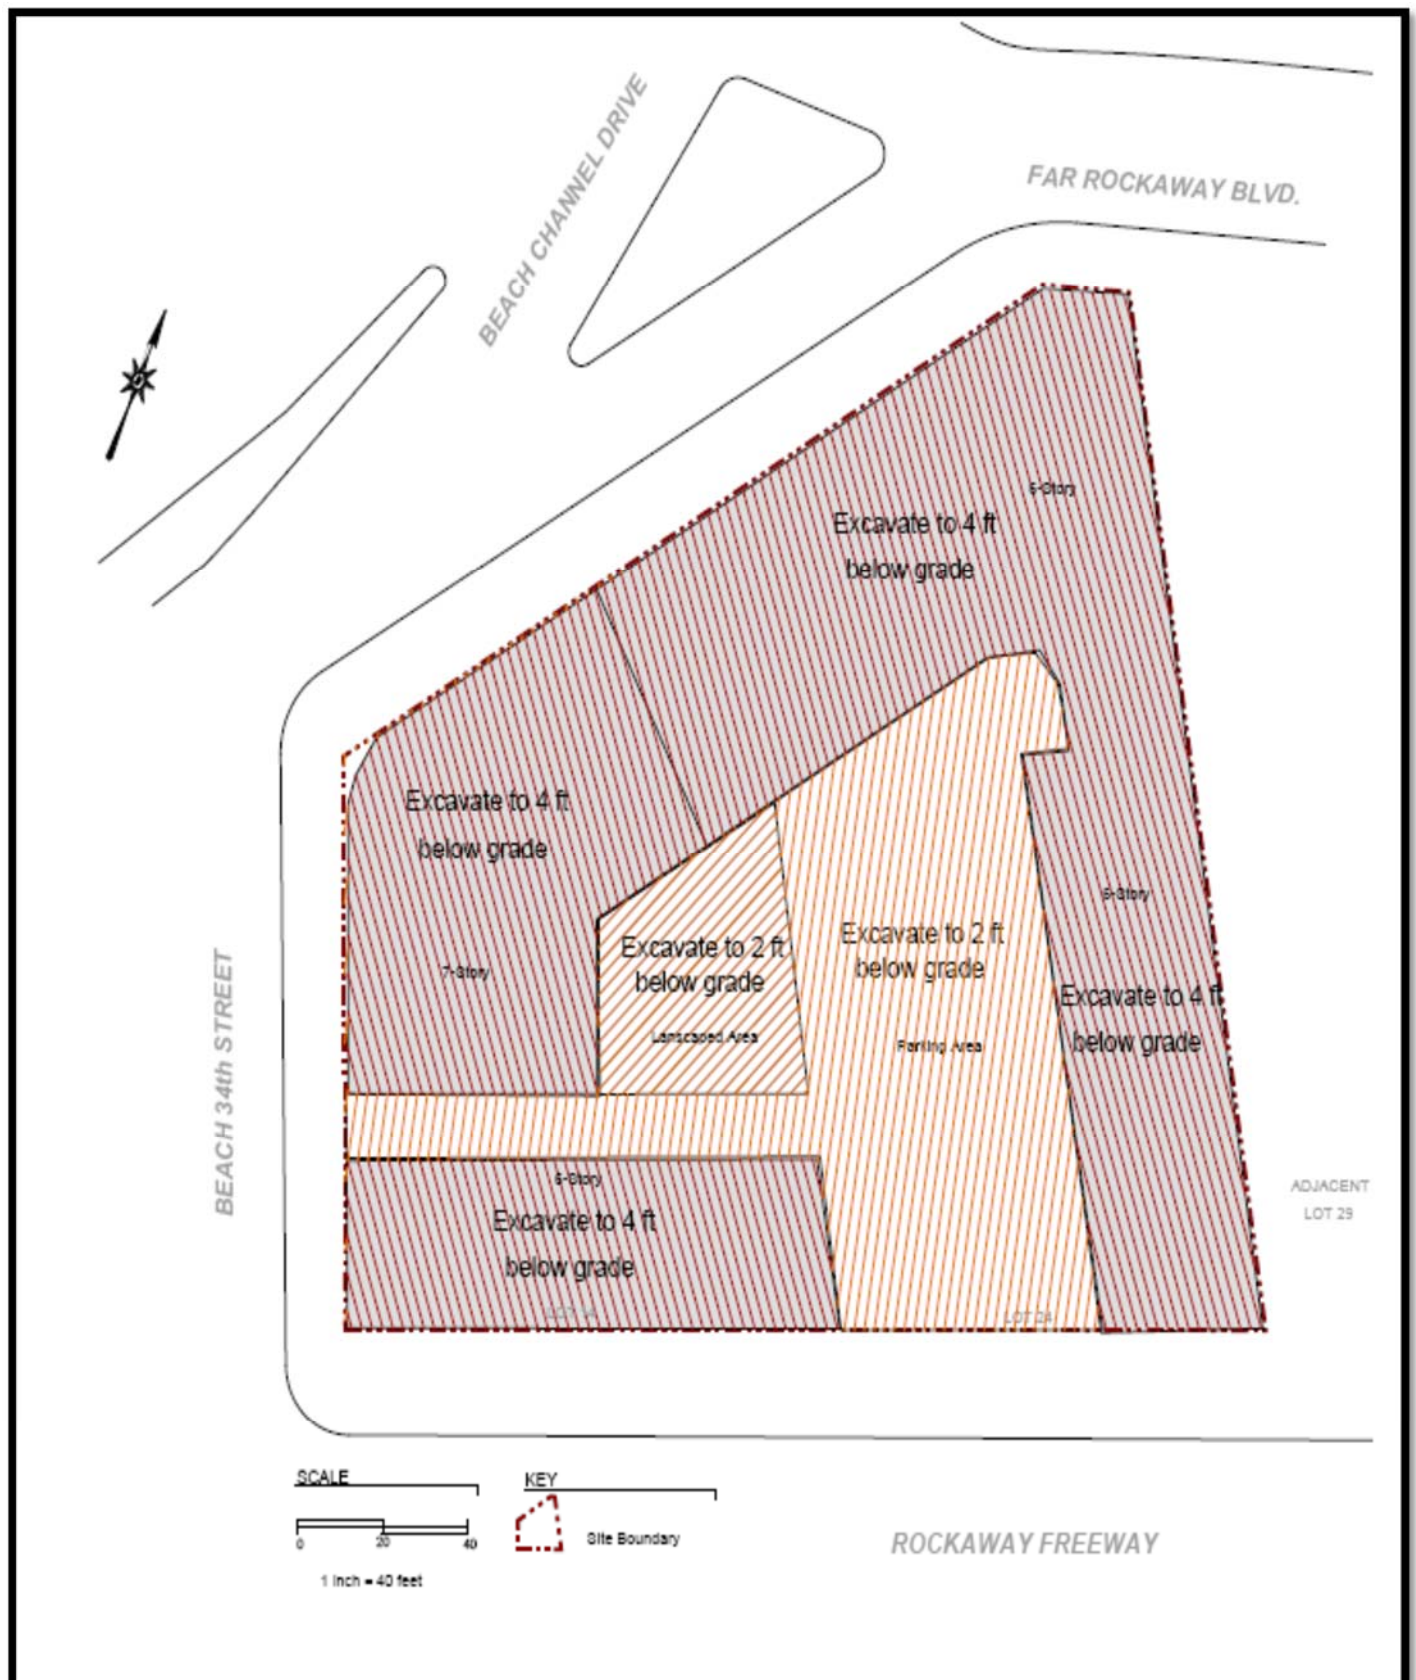 BEACH CHANNEL DRIVE
FAR ROCKAWAY BLVD.
6-Story
Excavate to 4 ft
below grade
Excavate to 4 ft
below grade
7-Story
Excavate to 2 ft
below grade
Lanscaped Area
Excavate to 2 ft
below grade
Parking Area
6-Story
Excavate to 4 ft
below grade
BEACH 34th STREET
6-Story
Excavate to 4 ft
below grade
LOT 24
ADJACENT
LOT 29
SCALE
0 20 40
1 Inch = 40 feet
KEY
Site Boundary
ROCKAWAY FREEWAY